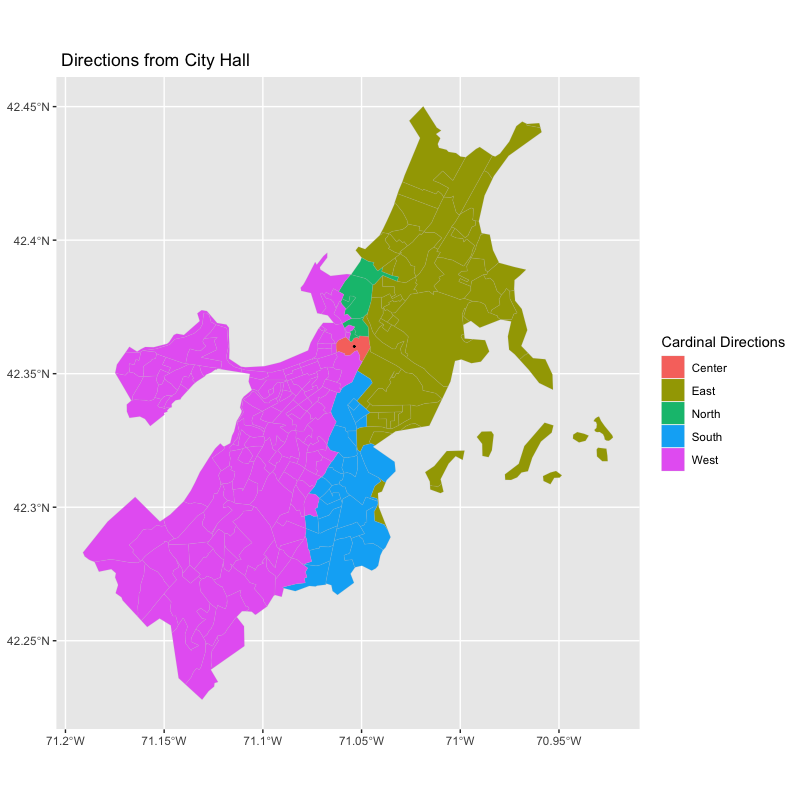 Directions from City Hall
42.45°N
42.4°N
42.35°N
42.3°N
42.25°N
71.2°W
71.15°W
71.1°W
71.05°W
71°W
70.95°W
Cardinal Directions
Center
East
North
South
West